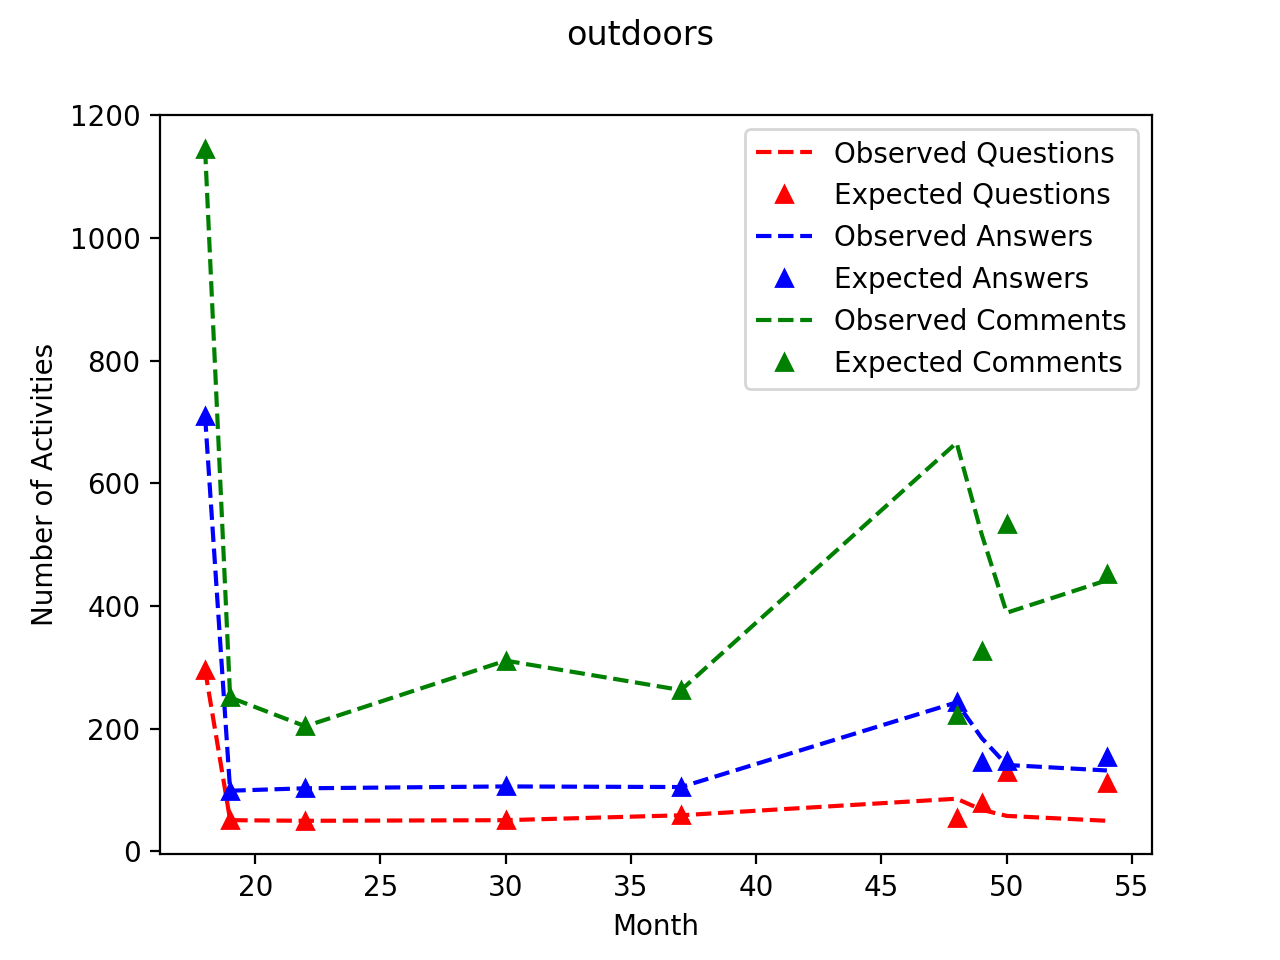 outdoors
1200
1000
800
600
400
200
0
Number of Activities
Observed Questions
Expected Questions
Observed Answers
Expected Answers
Observed Comments
Expected Comments
20 25 30 35 40 45 50 55
Month